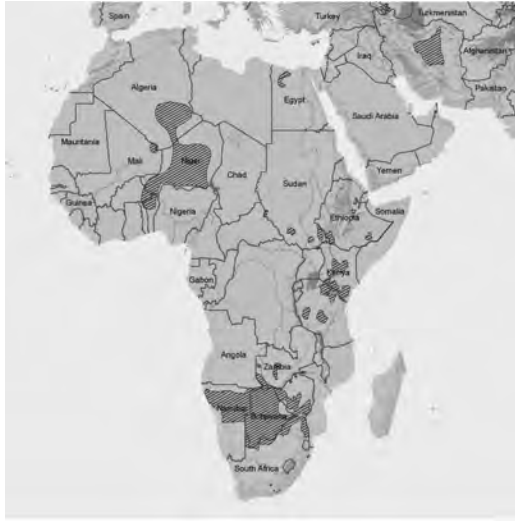 Spain
Turkey
Turkmenistan
Iraq
Afghanistan
Algeria
Egypt
Pakistan
Saudi Arabia
Mauritania
Mali
Niger
Chad
Sudan
Yemen
Guinea
Nigeria
Ethiopia
Somalia
Gabon
Kenya
Angola
Zambia
Namibia
Botswana
South Africa